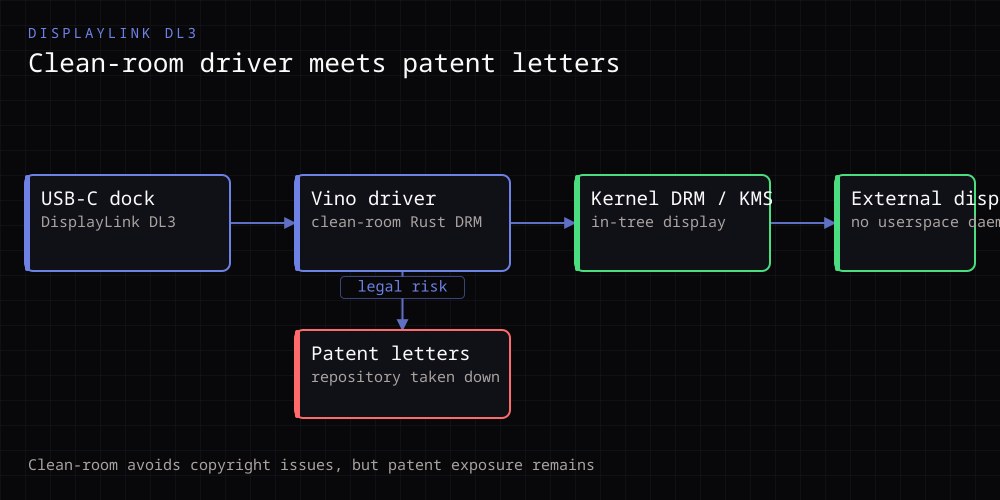 DISPLAYLINK DL3
Clean-room driver meets patent letters
USB-C dock
DisplayLink DL3
Vino driver
clean-room Rust DRM
Kernel DRM / KMS
in-tree display
External disp
no userspace daem
legal risk
Patent letters
repository taken down
Clean-room avoids copyright issues, but patent exposure remains